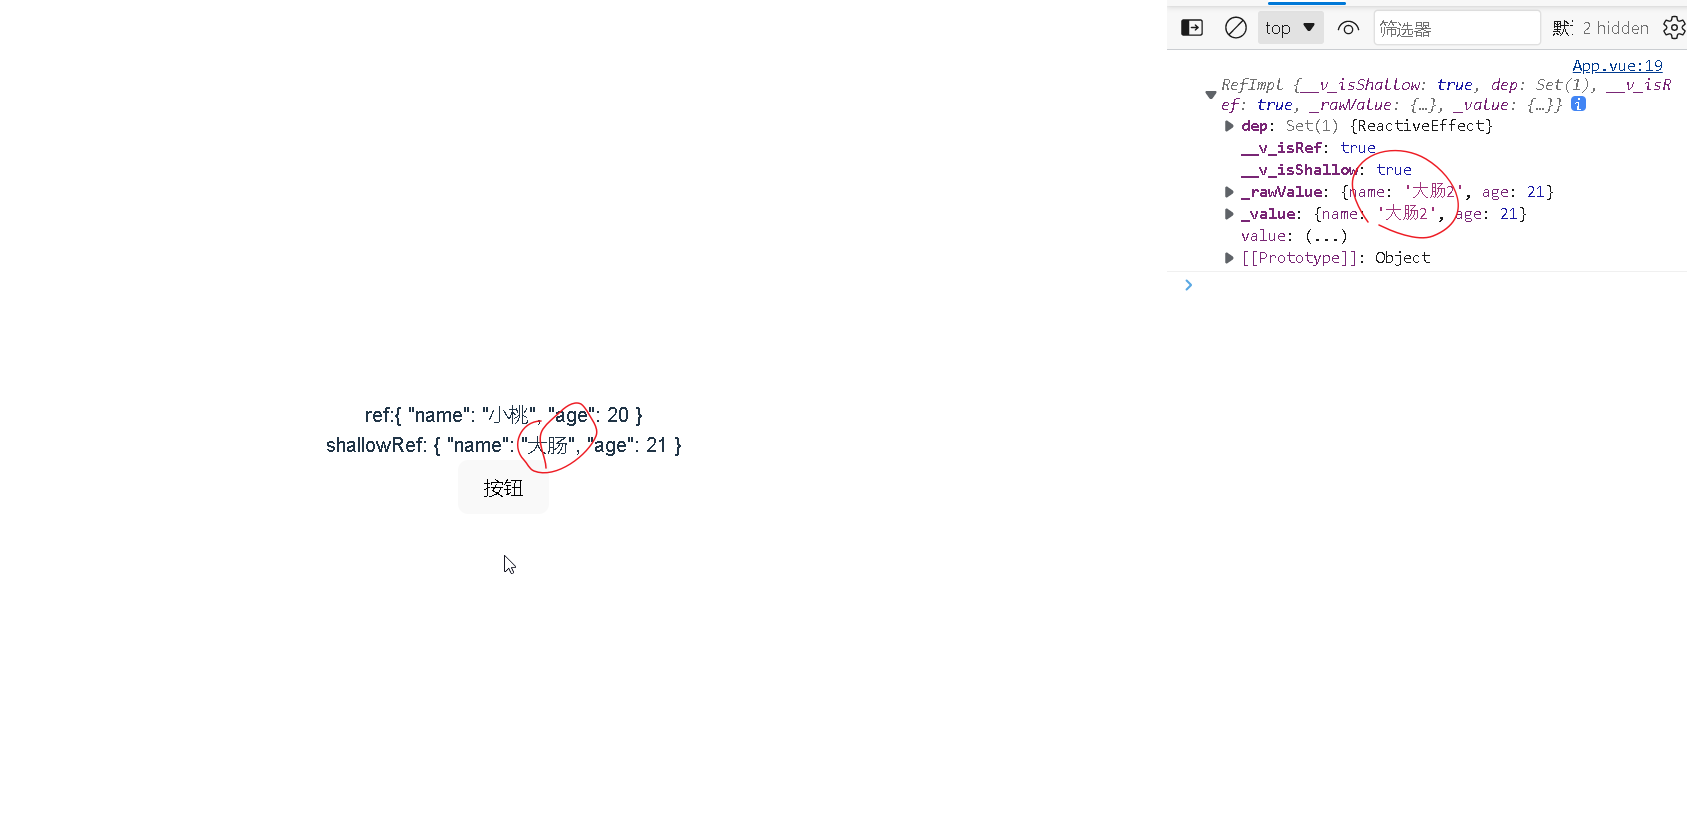 top 筛选器 默 2 hidden
App.vue:19
RefImpl {__v_isShallow: true, dep: Set(1), __v_isR
ef: true, _rawValue: {…}, _value: {…}} i
dep: Set(1) {ReactiveEffect}
__v_isRef: true
__v_isShallow: true
_rawValue: {name: '大肠2', age: 21}
_value: {name: '大肠2', age: 21}
value: (...)
[[Prototype]]: Object
ref:{ "name": "小桃", "age": 20 }
shallowRef: { "name": "大肠", "age": 21 }
按钮